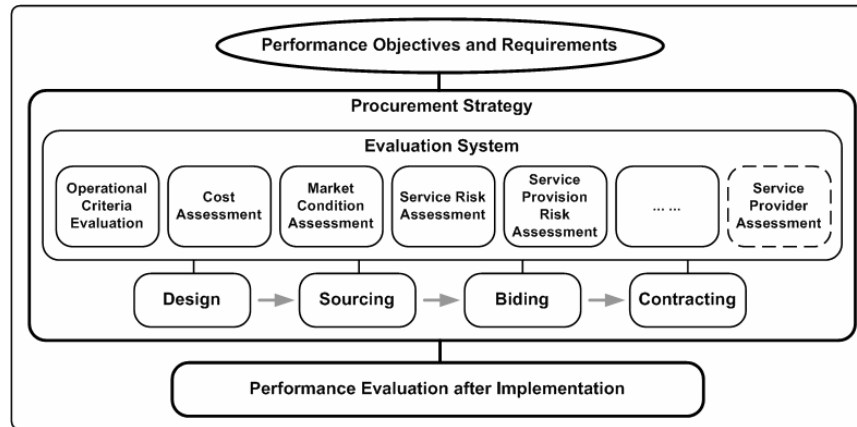 Performance Objectives and Requirements
Procurement Strategy
Evaluation System
Operational
Criteria
Evaluation
Cost
Assessment
Market
Condition
Assessment
Service Risk
Assessment
Service
Provision
Risk
Assessment
... ...
Service
Provider
Assessment
Design
Sourcing
Biding
Contracting
Performance Evaluation after Implementation